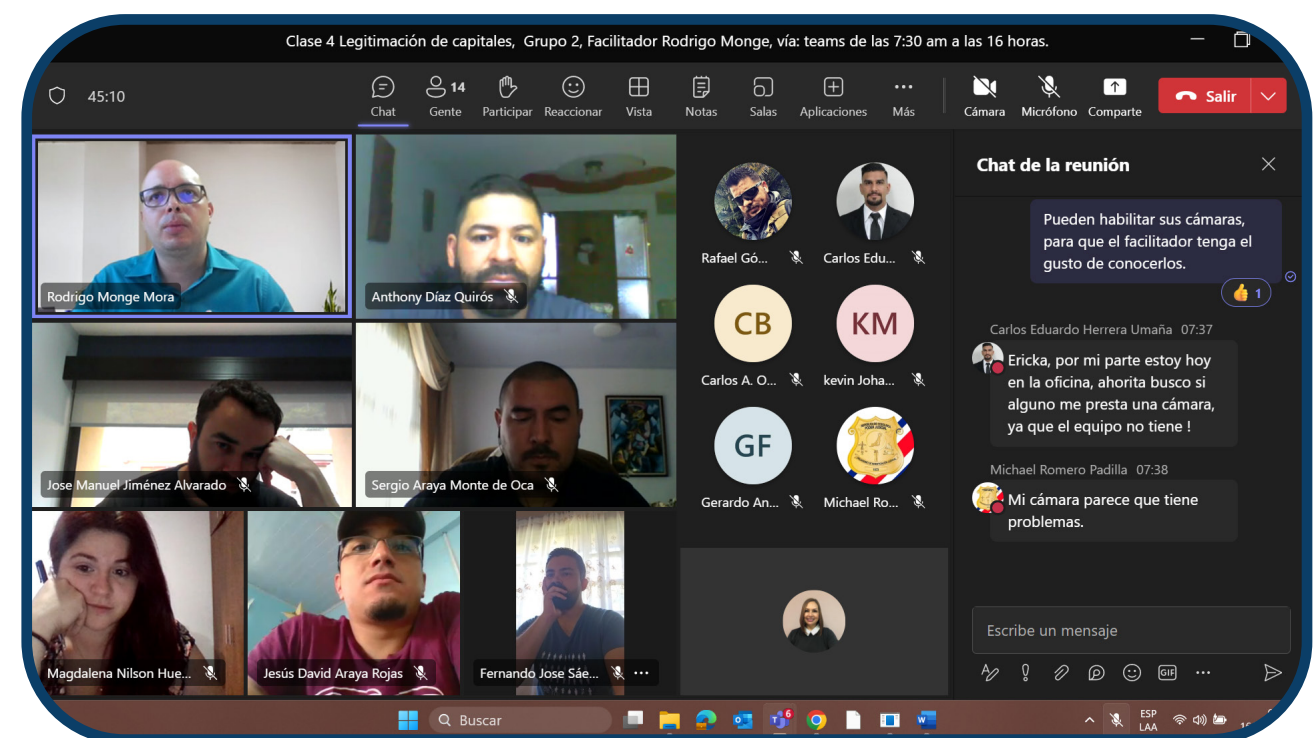 Clase 4 Legitimación de capitales, Grupo 2, Facilitador Rodrigo Monge, vía: teams de las 7:30 am a las 16 horas.
45:10
Chat
14
Gente
Participar
Reaccionar
Vista
Notas
Salas
Aplicaciones
Más
Cámara
Micrófono
Comparte
Salir
Rodrigo Monge Mora
Anthony Díaz Quirós
Jose Manuel Jiménez Alvarado
Sergio Araya Monte de Oca
Magdalena Nilson Hue...
Jesús David Araya Rojas
Fernando Jose Sáe...
Rafael Gó...
Carlos Edu...
CB
KM
Carlos A. O...
kevin Joha...
GF
Gerardo An...
Michael Ro...
Chat de la reunión
Pueden habilitar sus cámaras,
para que el facilitador tenga el
gusto de conocerlos.
1
Carlos Eduardo Herrera Umaña 07:37
Ericka, por mi parte estoy hoy
en la oficina, ahorita busco si
alguno me presta una cámara,
ya que el equipo no tiene !
Michael Romero Padilla 07:38
Mi cámara parece que tiene
problemas.
Escribe un mensaje
GIF
Buscar
6
ESP
LAA